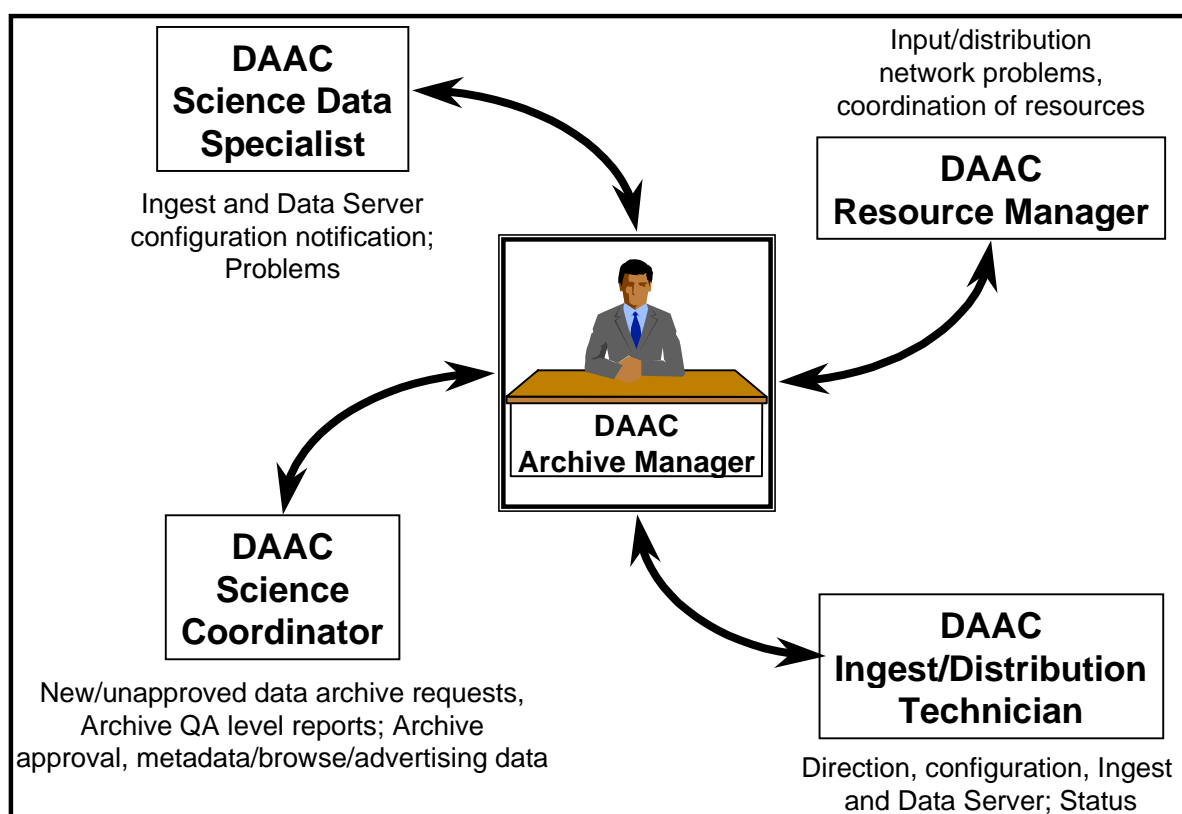 DAAC
Science Data
Specialist
Ingest and Data Server
configuration notification;
Problems
Input/distribution
network problems,
coordination of resources
DAAC
Resource Manager
DAAC
Archive Manager
DAAC
Science
Coordinator
New/unapproved data archive requests,
Archive QA level reports; Archive
approval, metadata/browse/advertising data
DAAC
Ingest/Distribution
Technician
Direction, configuration, Ingest
and Data Server; Status